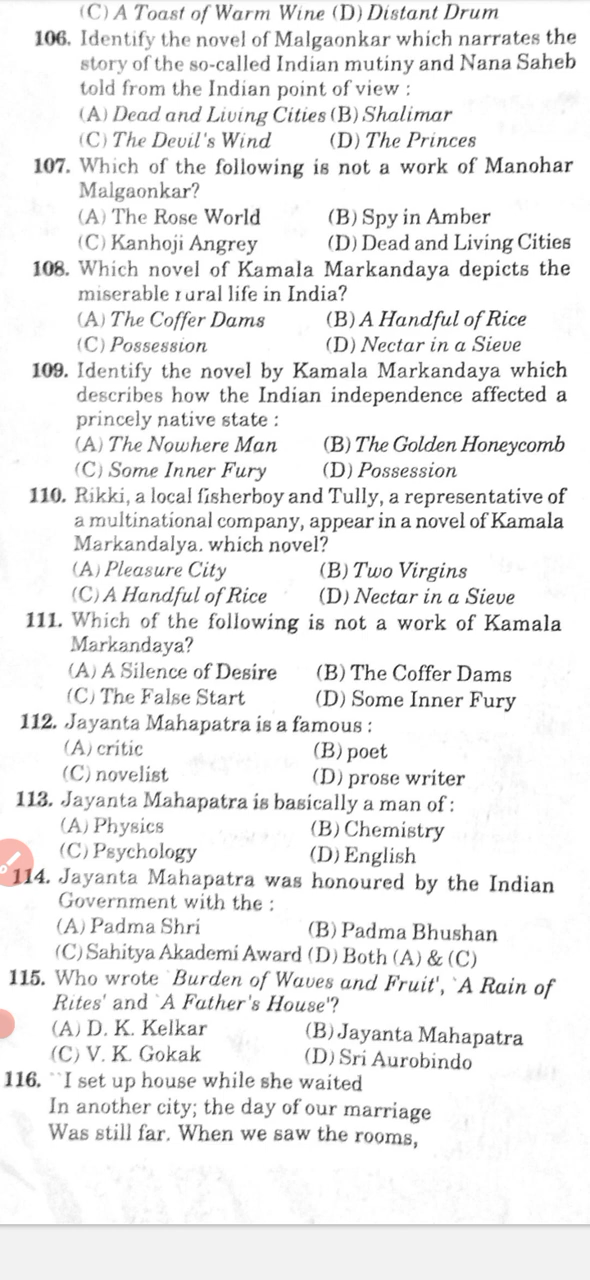 (C) A Toast of Warm Wine (D) Distant Drum
106. Identify the novel of Malgaonkar which narrates the
story of the so-called Indian mutiny and Nana Saheb
told from the Indian point of view :
(A) Dead and Living Cities (B) Shalimar
(C) The Devil's Wind (D) The Princes
107. Which of the following is not a work of Manohar
Malgaonkar?
(A) The Rose World (B) Spy in Amber
(C) Kanhoji Angrey (D) Dead and Living Cities
108. Which novel of Kamala Markandaya depicts the
miserable rural life in India?
(A) The Coffer Dams (B) A Handful of Rice
(C) Possession (D) Nectar in a Sieve
109. Identify the novel by Kamala Markandaya which
describes how the Indian independence affected a
princely native state :
(A) The Nowhere Man (B) The Golden Honeycomb
(C) Some Inner Fury (D) Possession
110. Rikki, a local fisherboy and Tully, a representative of
a multinational company, appear in a novel of Kamala
Markandalya. which novel?
(A) Pleasure City (B) Two Virgins
(C) A Handful of Rice (D) Nectar in a Sieve
111. Which of the following is not a work of Kamala
Markandaya?
(A) A Silence of Desire (B) The Coffer Dams
(C) The False Start (D) Some Inner Fury
112. Jayanta Mahapatra is a famous :
(A) critic (B) poet
(C) novelist (D) prose writer
113. Jayanta Mahapatra is basically a man of :
(A) Physics (B) Chemistry
(C) Psychology (D) English
114. Jayanta Mahapatra was honoured by the Indian
Government with the :
(A) Padma Shri (B) Padma Bhushan
(C) Sahitya Akademi Award (D) Both (A) & (C)
115. Who wrote `Burden of Waves and Fruit', `A Rain of
Rites' and `A Father's House'?
(A) D. K. Kelkar (B) Jayanta Mahapatra
(C) V. K. Gokak (D) Sri Aurobindo
116. ``I set up house while she waited
In another city; the day of our marriage
Was still far. When we saw the rooms,